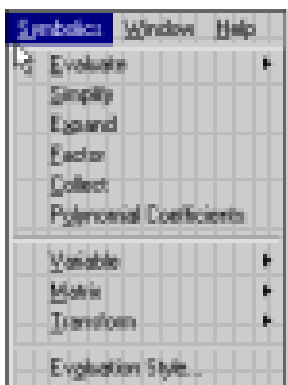 Symbolics Window Help
Evaluate
Simplify
Expand
Factor
Collect
Polynomial Coefficients
Variable
Matrix
Transform
Evaluation Style...